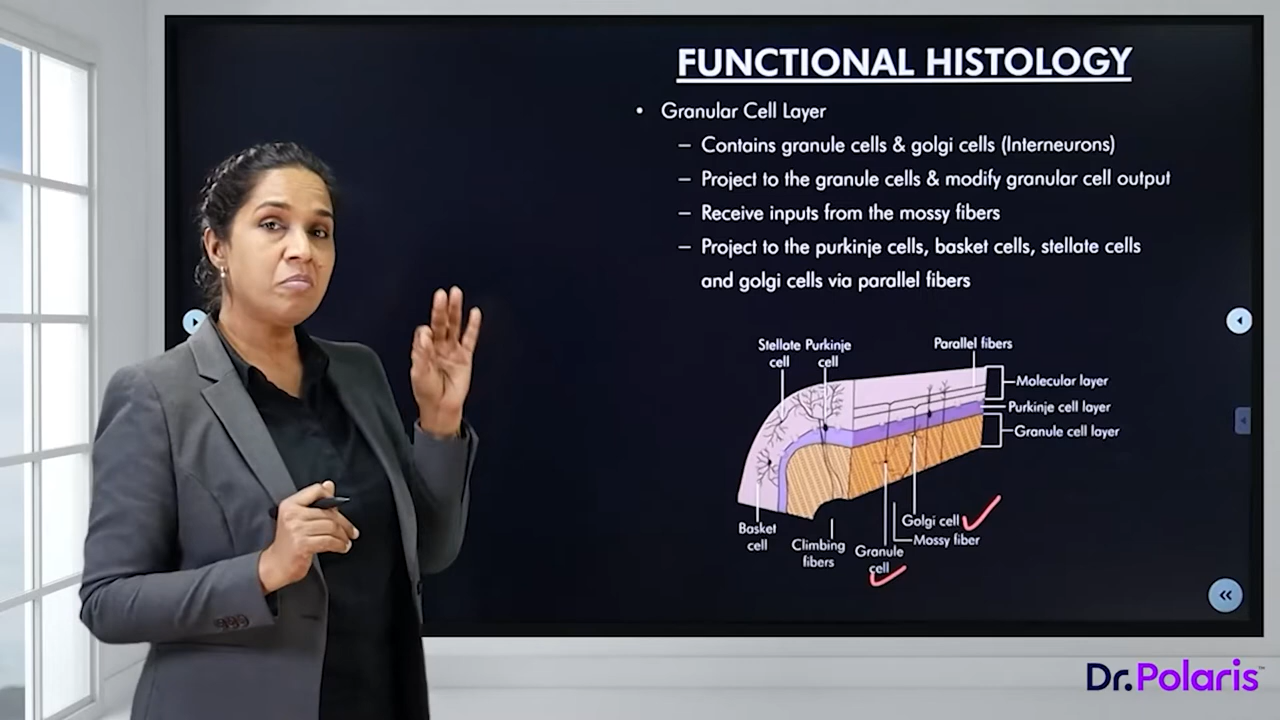 FUNCTIONAL HISTOLOGY
• Granular Cell Layer
– Contains granule cells & golgi cells (Interneurons)
– Project to the granule cells & modify granular cell output
– Receive inputs from the mossy fibers
– Project to the purkinje cells, basket cells, stellate cells
and golgi cells via parallel fibers
Stellate
cell
Purkinje
cell
Parallel fibers
Molecular layer
Purkinje cell layer
Granule cell layer
Golgi cell
Mossy fiber
Basket
cell
Climbing
fibers
Granule
cell
Dr.Polaris™